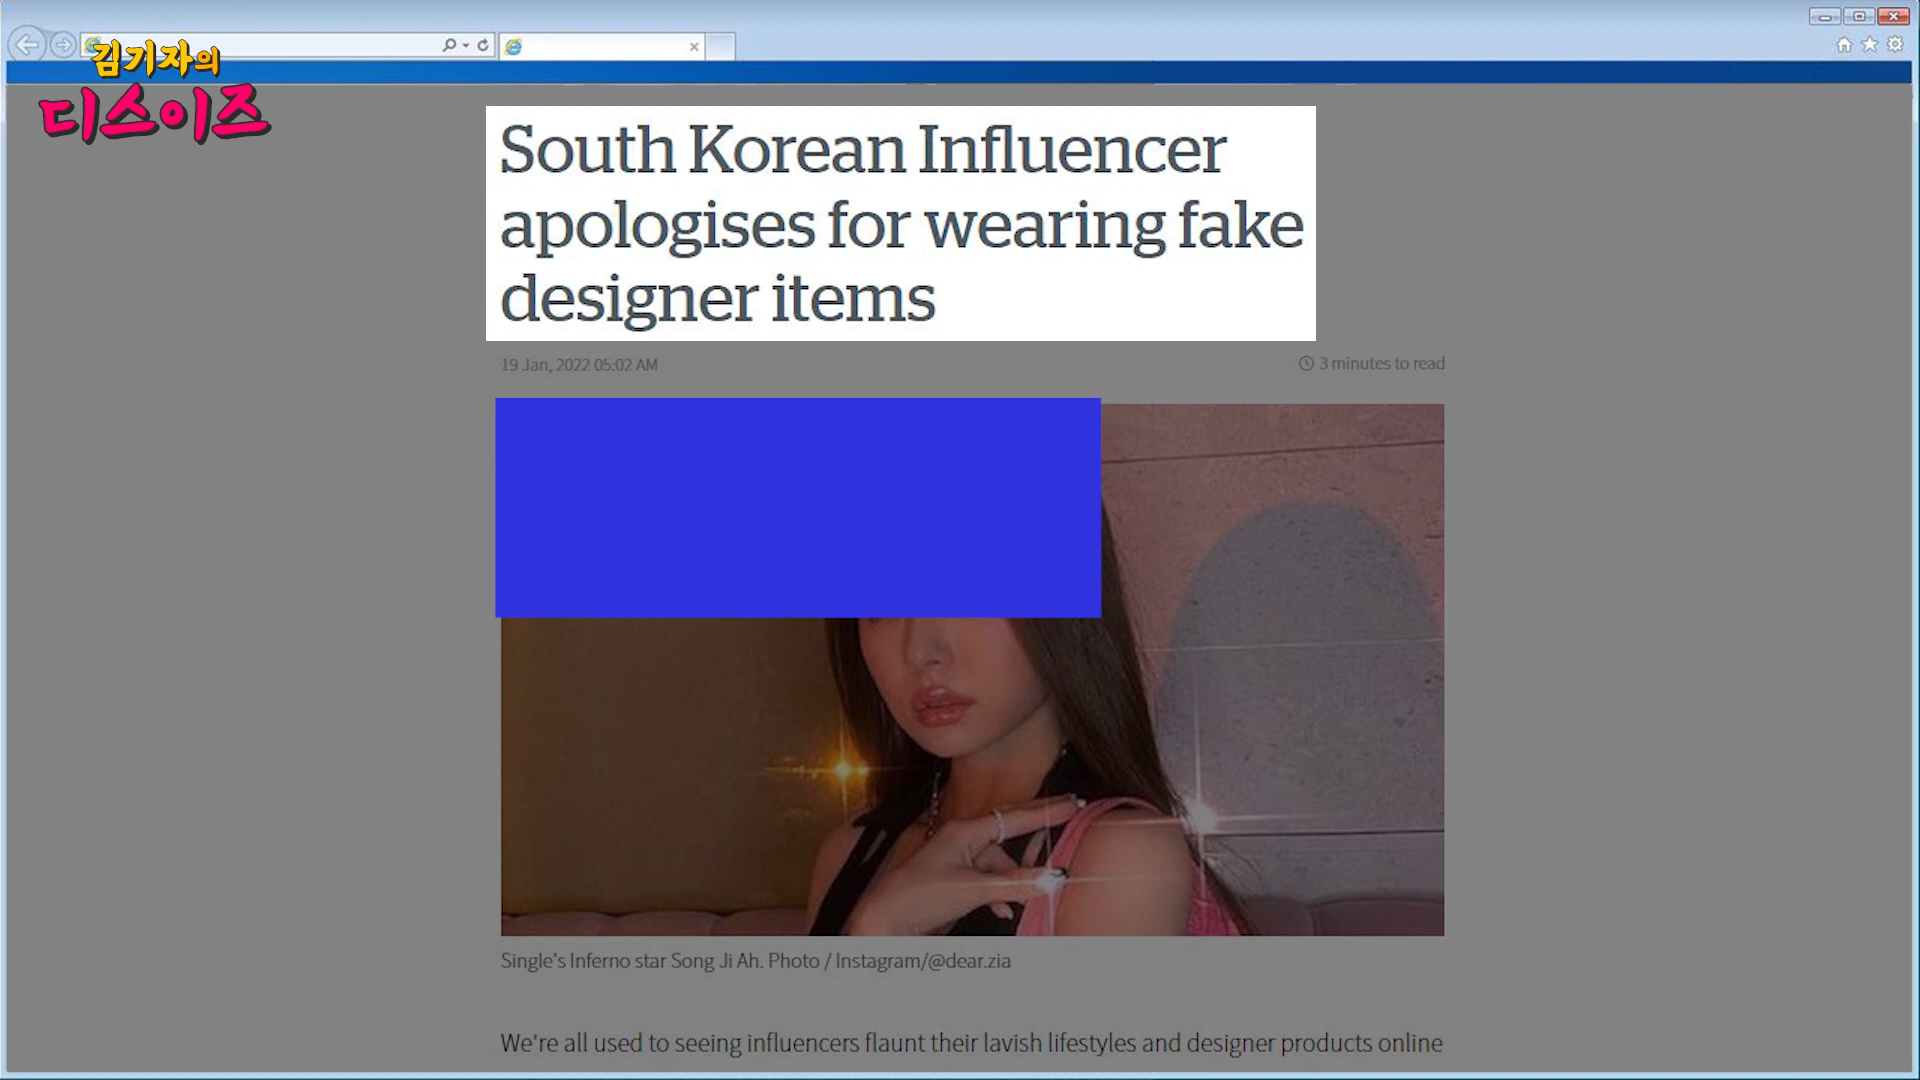 김기자의
디스이즈
South Korean Influencer
apologises for wearing fake
designer items
19 Jan, 2022 05:02 AM
3 minutes to read
Single's Inferno star Song Ji Ah. Photo / Instagram/@dear.zia
We're all used to seeing influencers flaunt their lavish lifestyles and designer products online